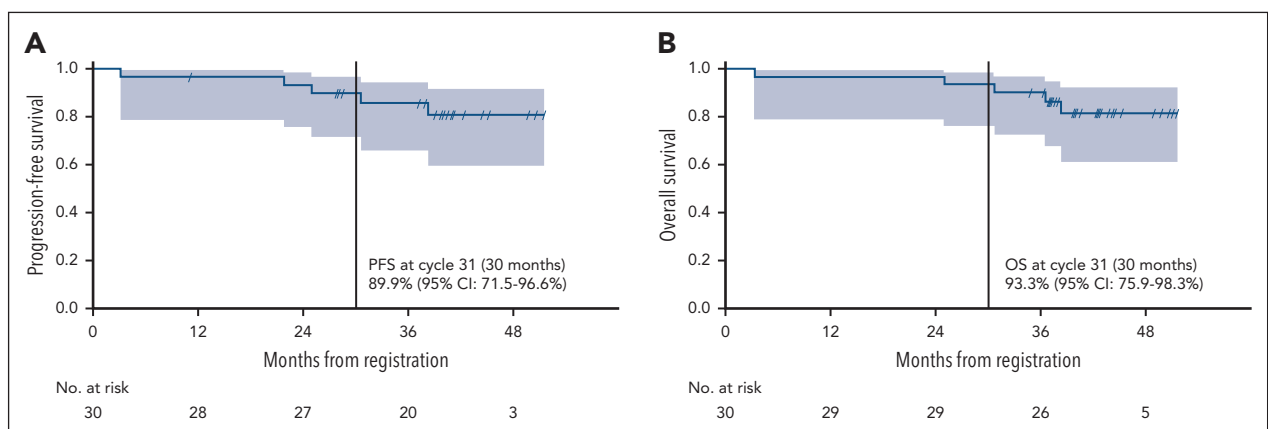 A
1.0
0.8
0.6
0.4
0.2
0.0
Progression-free survival
PFS at cycle 31 (30 months)
89.9% (95% CI: 71.5-96.6%)
0 12 24 36 48
Months from registration
No. at risk
30 28 27 20 3
B
1.0
0.8
0.6
0.4
0.2
0.0
Overall survival
OS at cycle 31 (30 months)
93.3% (95% CI: 75.9-98.3%)
0 12 24 36 48
Months from registration
No. at risk
30 29 29 26 5